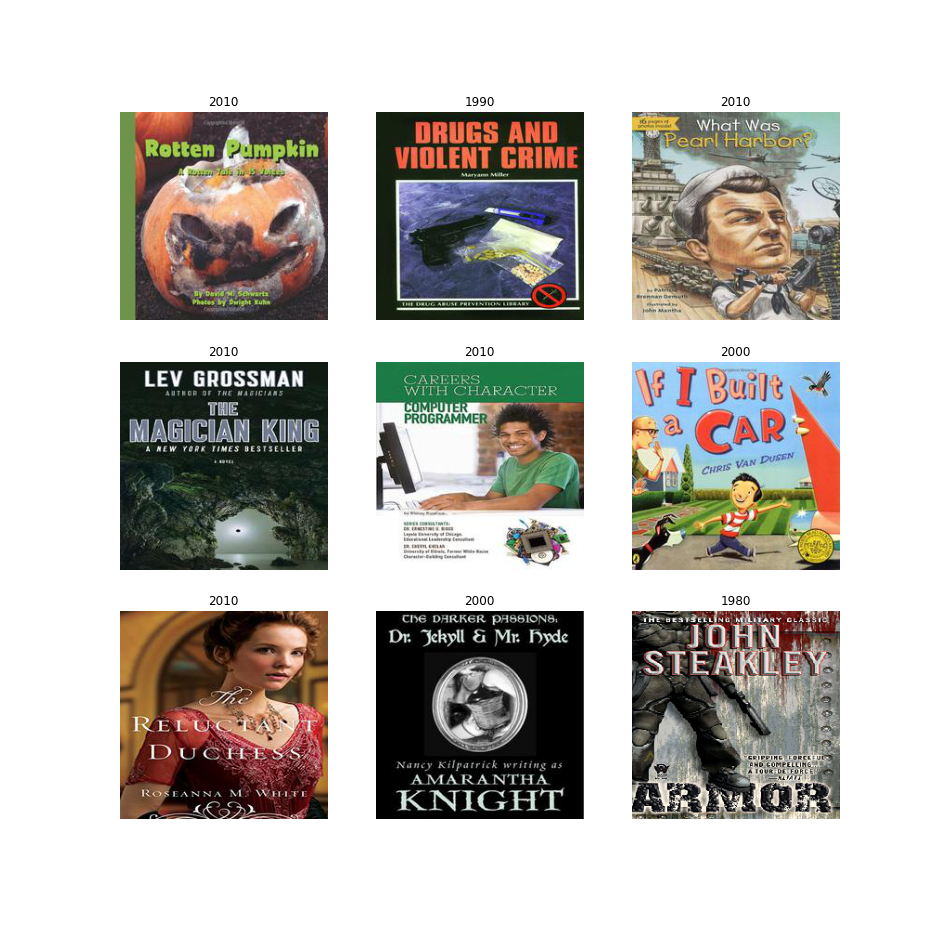 2010
Rotten Pumpkin
A Rotten Tale in 15 Voices
By David M. Schwartz
Photos by Dwight Kuhn
1990
DRUGS AND
VIOLENT CRIME
Maryann Miller
THE DRUG ABUSE PREVENTION LIBRARY
2010
16 pages of
photos inside!
What Was
Pearl Harbor?
by Patricia
Brennan Demuth
illustrated by
John Mantha
2010
LEV GROSSMAN
AUTHOR OF THE MAGICIANS
THE
MAGICIAN KING
A NEW YORK TIMES BESTSELLER
A NOVEL
2010
CAREERS
WITH CHARACTER
COMPUTER
PROGRAMMER
SERIES CONSULTANTS:
Loyola University of Chicago,
Educational Leadership Consultant
University of Illinois, Former White House
Character-Building Consultant
2000
If I Built
a CAR
CHRIS VAN DUSEN
2010
The
RELUCTANT
DUCHESS
ROSEANNA M. WHITE
2000
THE DARKER PASSIONS:
Dr. Jekyll & Mr. Hyde
Nancy Kilpatrick writing as
AMARANTHA
KNIGHT
1980
THE BESTSELLING MILITARY CLASSIC
JOHN
STEAKLEY
"GRIPPING, FORCEFUL
AND COMPELLING...
A TOUR DE FORCE."
ARMOR